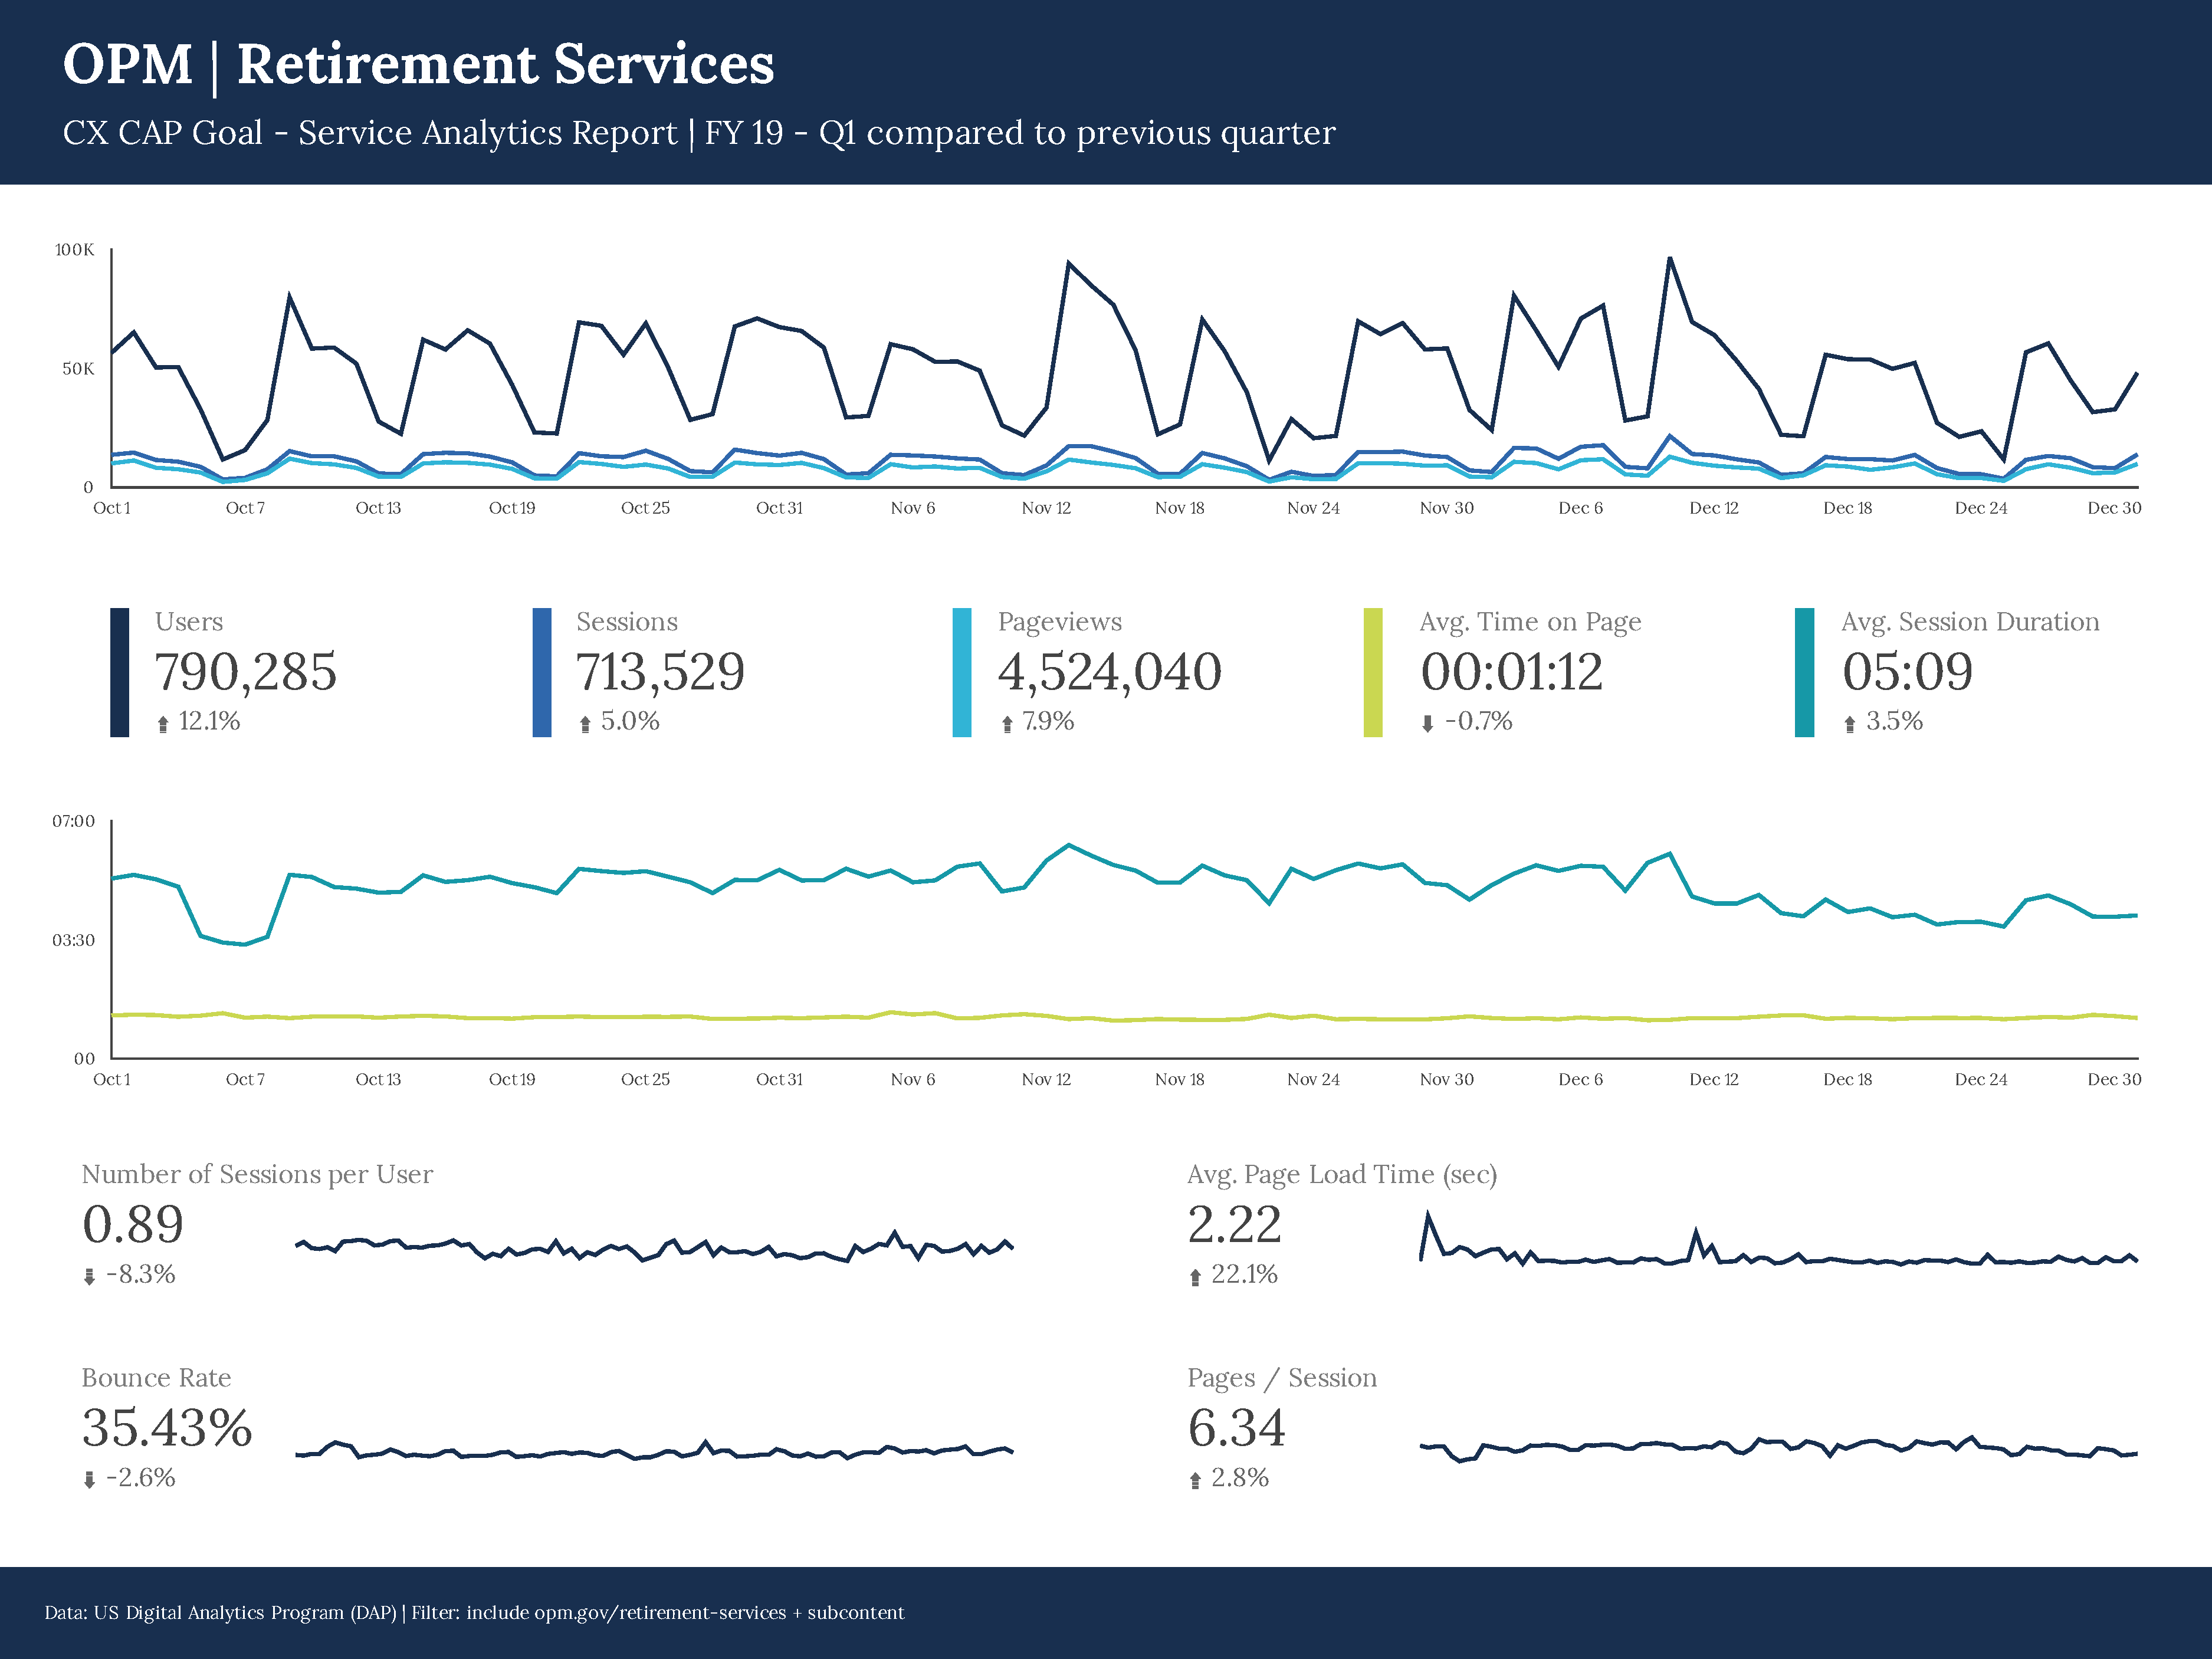 OPM | Retirement Services
CX CAP Goal - Service Analytics Report | FY 19 - Q1 compared to previous quarter
100K
50K
0
Oct 1 Oct 7 Oct 13 Oct 19 Oct 25 Oct 31 Nov 6 Nov 12 Nov 18 Nov 24 Nov 30 Dec 6 Dec 12 Dec 18 Dec 24 Dec 30
Users Sessions Pageviews Avg. Time on Page Avg. Session Duration
790,285 713,529 4,524,040 00:01:12 05:09
12.1% 5.0% 7.9% -0.7% 3.5%
07:00
03:30
00
Oct 1 Oct 7 Oct 13 Oct 19 Oct 25 Oct 31 Nov 6 Nov 12 Nov 18 Nov 24 Nov 30 Dec 6 Dec 12 Dec 18 Dec 24 Dec 30
Number of Sessions per User
0.89
-8.3%
Avg. Page Load Time (sec)
2.22
22.1%
Bounce Rate
35.43%
-2.6%
Pages / Session
6.34
2.8%
Data: US Digital Analytics Program (DAP) | Filter: include opm.gov/retirement-services + subcontent